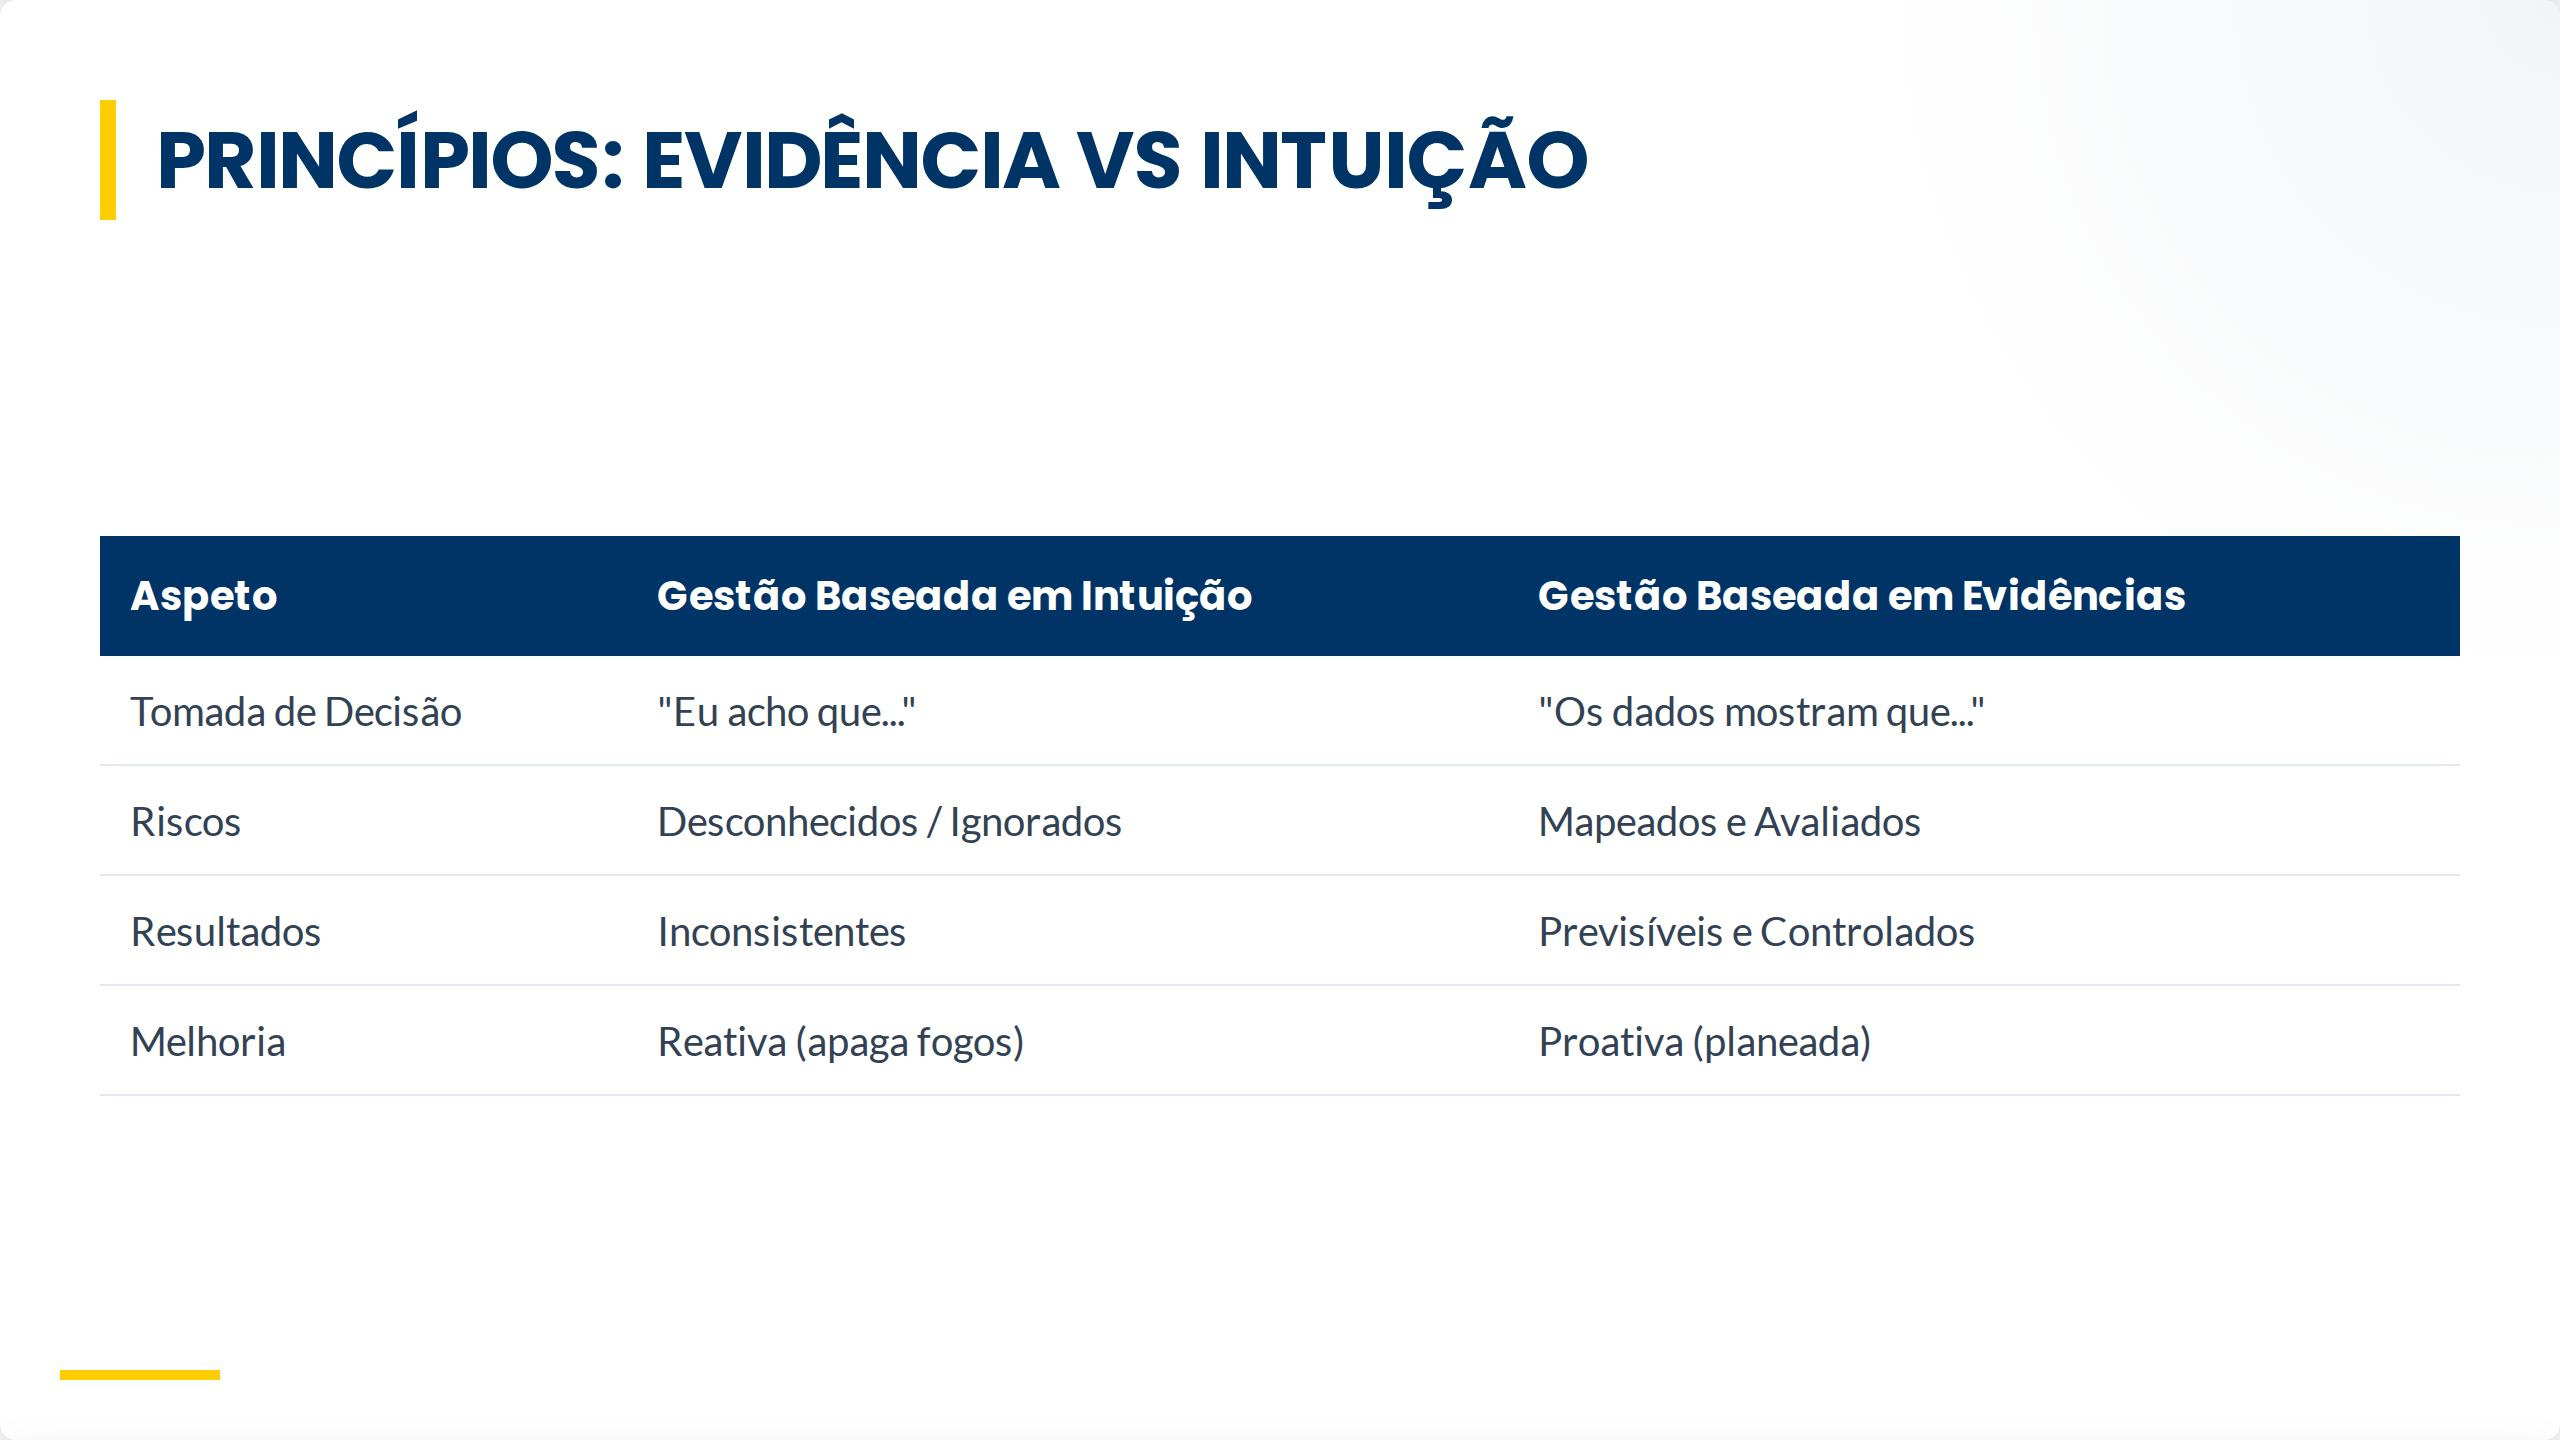 PRINCÍPIOS: EVIDÊNCIA VS INTUIÇÃO
Aspeto Gestão Baseada em Intuição Gestão Baseada em Evidências
Tomada de Decisão "Eu acho que..." "Os dados mostram que..."
Riscos Desconhecidos / Ignorados Mapeados e Avaliados
Resultados Inconsistentes Previsíveis e Controlados
Melhoria Reativa (apaga fogos) Proativa (planeada)